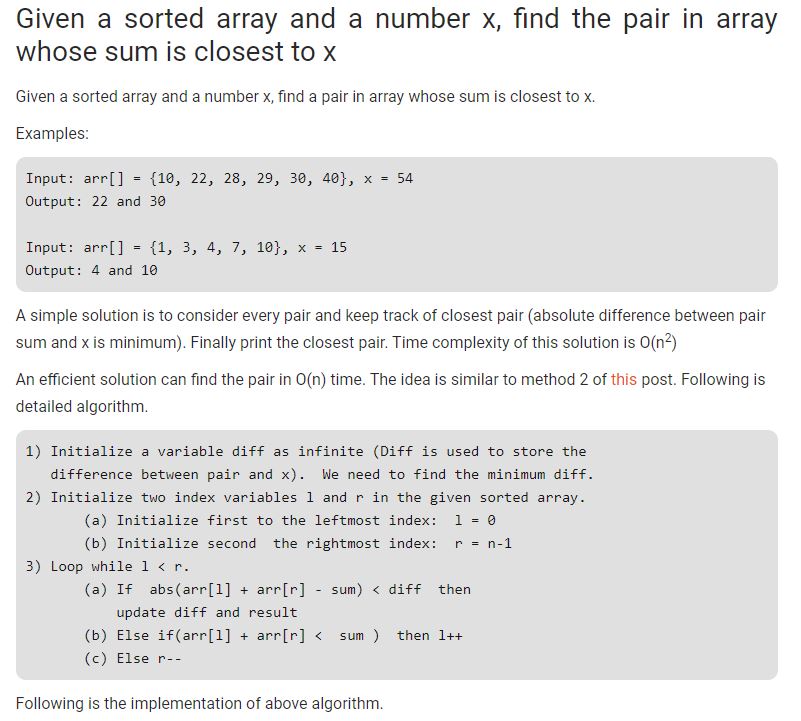 Given a sorted array and a number x, find the pair in array
whose sum is closest to x
Given a sorted array and a number x, find a pair in array whose sum is closest to x.
Examples:
Input: arr[] = {10, 22, 28, 29, 30, 40}, x = 54
Output: 22 and 30
Input: arr[] = {1, 3, 4, 7, 10}, x = 15
Output: 4 and 10
A simple solution is to consider every pair and keep track of closest pair (absolute difference between pair
sum and x is minimum). Finally print the closest pair. Time complexity of this solution is O(n²)
An efficient solution can find the pair in O(n) time. The idea is similar to method 2 of this post. Following is
detailed algorithm.
1) Initialize a variable diff as infinite (Diff is used to store the
difference between pair and x).  We need to find the minimum diff.
2) Initialize two index variables l and r in the given sorted array.
(a) Initialize first to the leftmost index:  l = 0
(b) Initialize second  the rightmost index:  r = n-1
3) Loop while l < r.
(a) If  abs(arr[l] + arr[r] - sum) < diff  then
update diff and result
(b) Else if(arr[l] + arr[r] <  sum )  then l++
(c) Else r--
Following is the implementation of above algorithm.